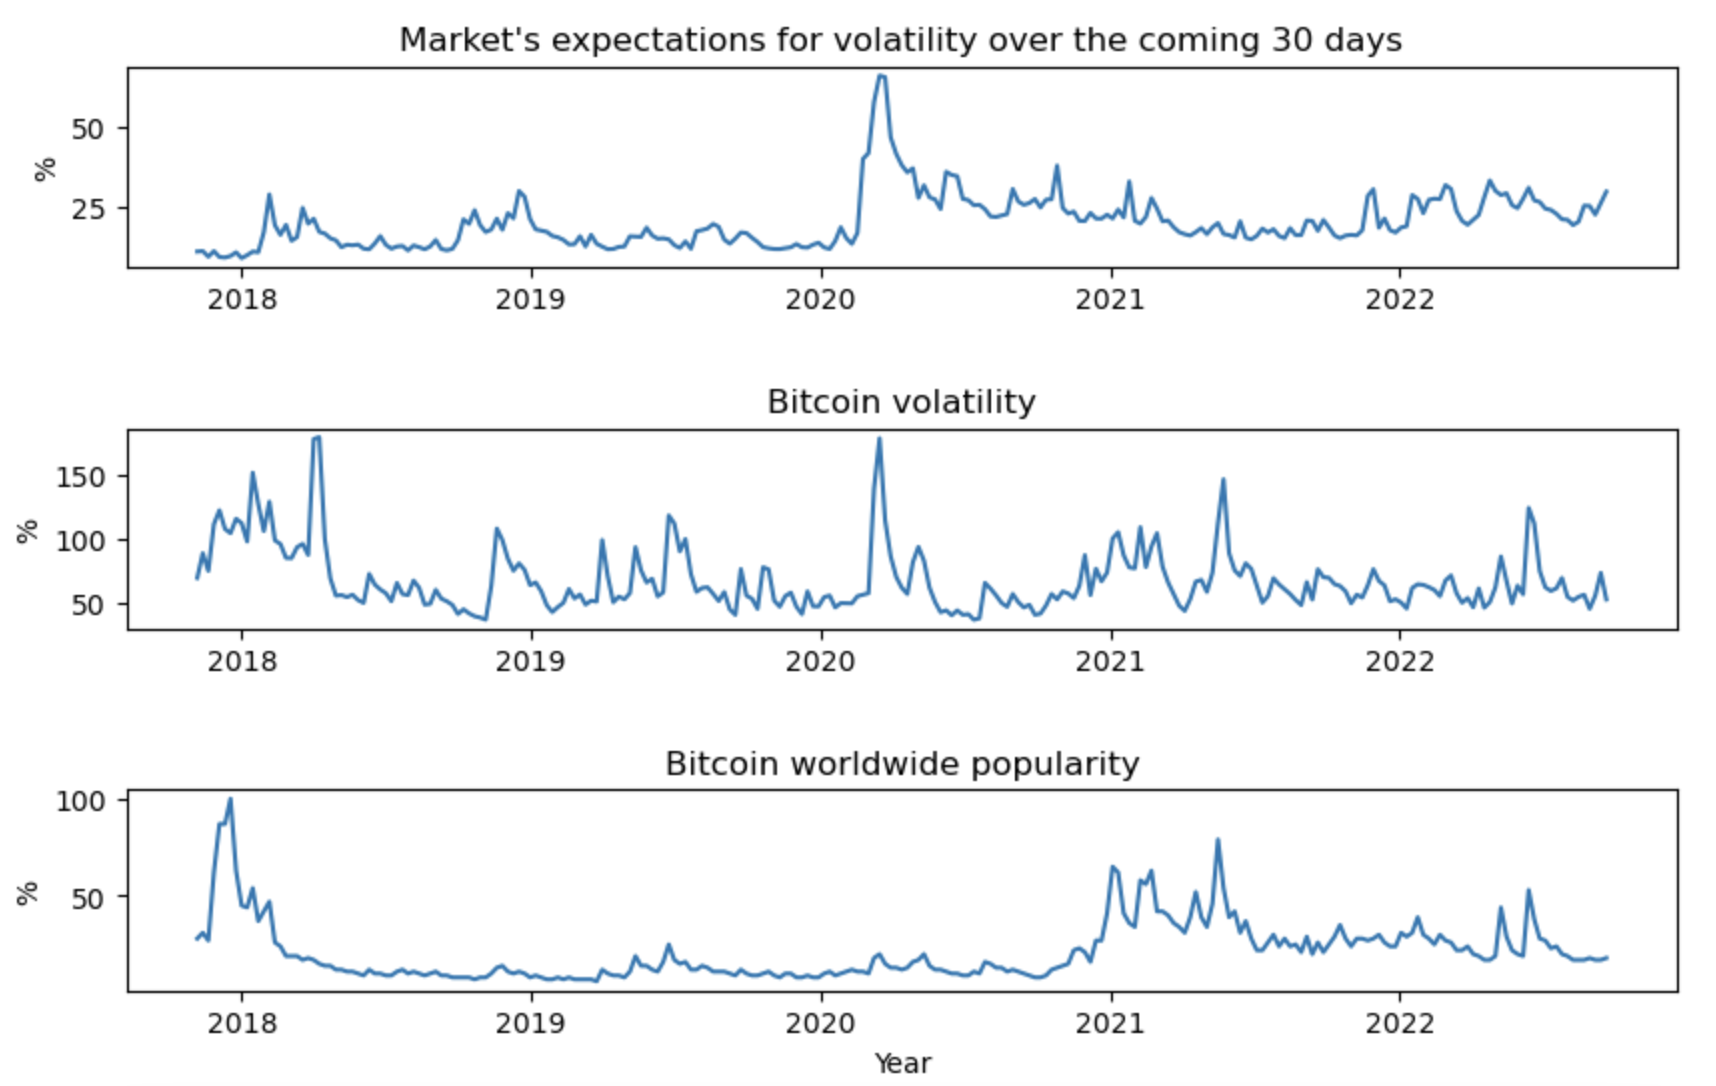 Market's expectations for volatility over the coming 30 days
%
50
25
2018 2019 2020 2021 2022
Bitcoin volatility
%
150
100
50
2018 2019 2020 2021 2022
Bitcoin worldwide popularity
%
100
50
2018 2019 2020 2021 2022
Year